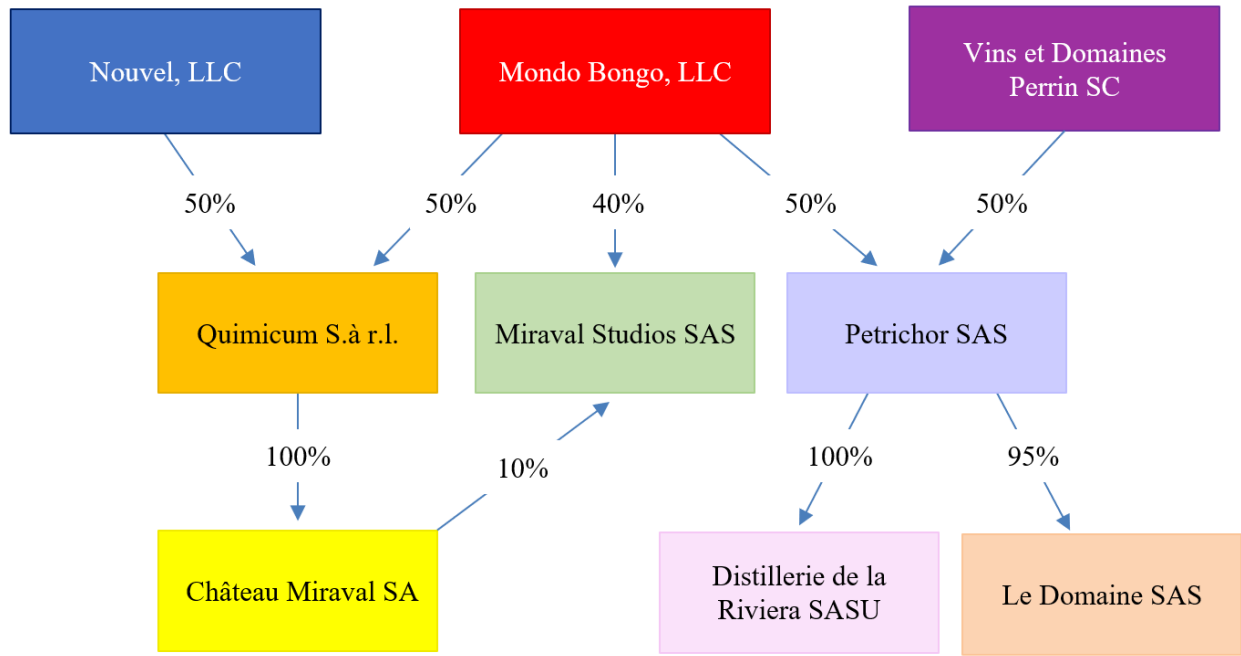 Nouvel, LLC
Mondo Bongo, LLC
Vins et Domaines
Perrin SC
50%
50%
40%
50%
50%
Quimicum S.à r.l.
Miraval Studios SAS
Petrichor SAS
100%
10%
100%
95%
Château Miraval SA
Distillerie de la
Riviera SASU
Le Domaine SAS